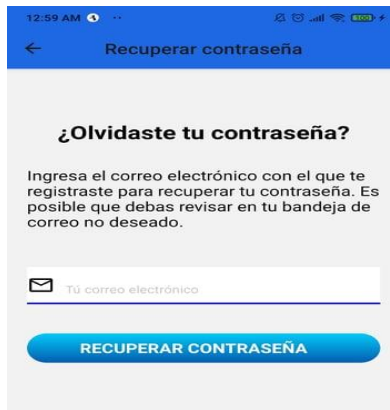 12:59 AM
100
Recuperar contraseña
¿Olvidaste tu contraseña?
Ingresa el correo electrónico con el que te
registraste para recuperar tu contraseña. Es
posible que debas revisar en tu bandeja de
correo no deseado.
Tú correo electrónico
RECUPERAR CONTRASEÑA